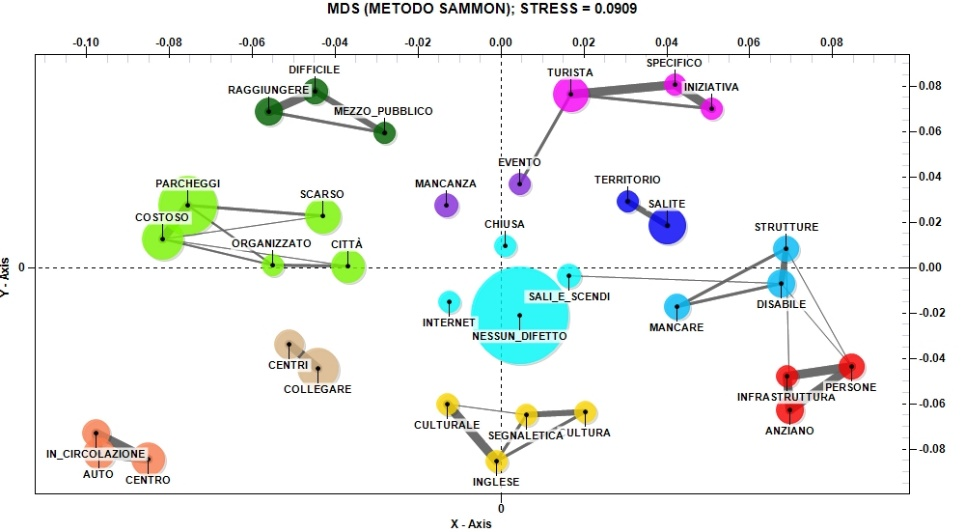 MDS (METODO SAMMON); STRESS = 0.0909
-0.10 -0.08 -0.06 -0.04 -0.02 0.00 0.02 0.04 0.06 0.08
SPECIFICO
DIFFICILE
TURISTA
0.08
RAGGIUNGERE
INIZIATIVA
MEZZO_PUBBLICO
0.06
EVENTO
0.04
PARCHEGGI
MANCANZA
TERRITORIO
SCARSO
SALITE
COSTOSO
0.02
CHIUSA
STRUTTURE
ORGANIZZATO
CITTÀ
0
0.00
Y - Axis
SALI_E_SCENDI
DISABILE
INTERNET
MANCARE
-0.02
NESSUN_DIFETTO
-0.04
CENTRI
PERSONE
COLLEGARE
INFRASTRUTTURA
-0.06
CULTURALE
SEGNALETICA
ULTURA
ANZIANO
IN_CIRCOLAZIONE
-0.08
AUTO
CENTRO
INGLESE
0
X - Axis